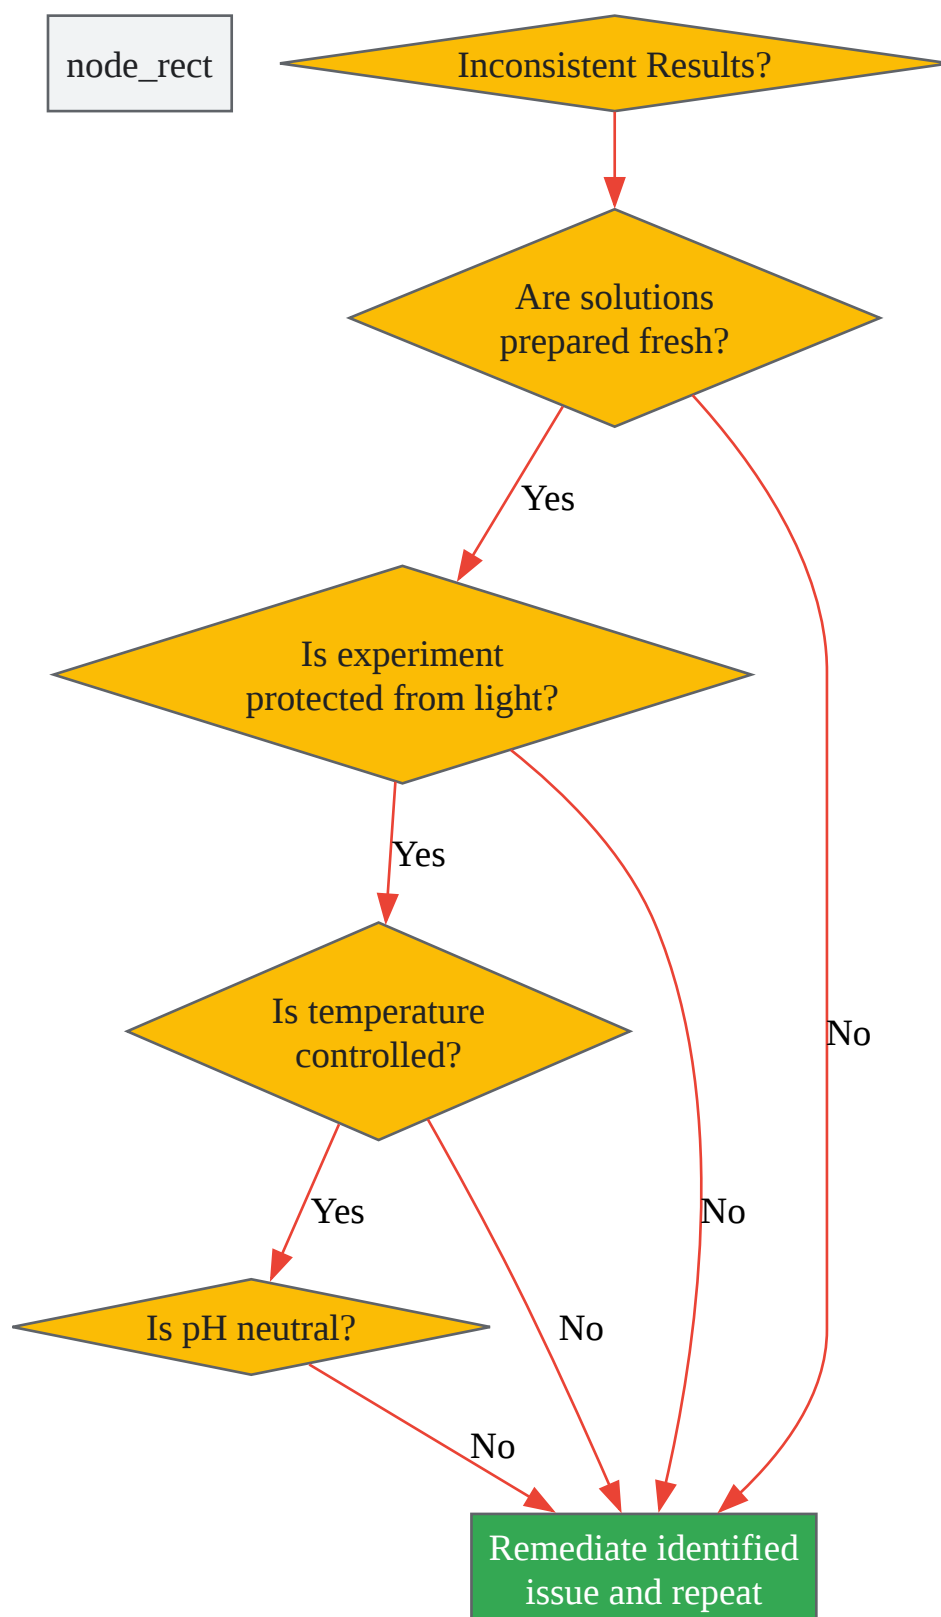 node_rect
Inconsistent Results?
Are solutions
prepared fresh?
Yes
Is experiment
protected from light?
Yes
Is temperature
controlled?
No
Yes
No
Is pH neutral?
No
No
Remediate identified
issue and repeat